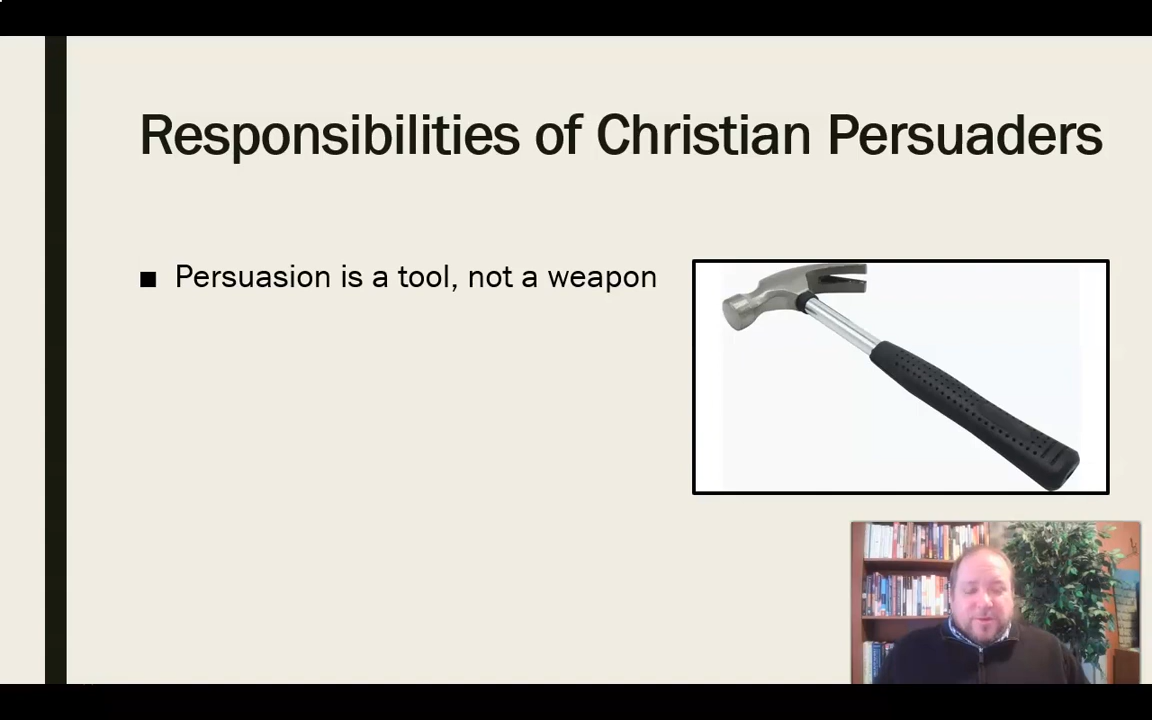 Responsibilities of Christian Persuaders
■ Persuasion is a tool, not a weapon